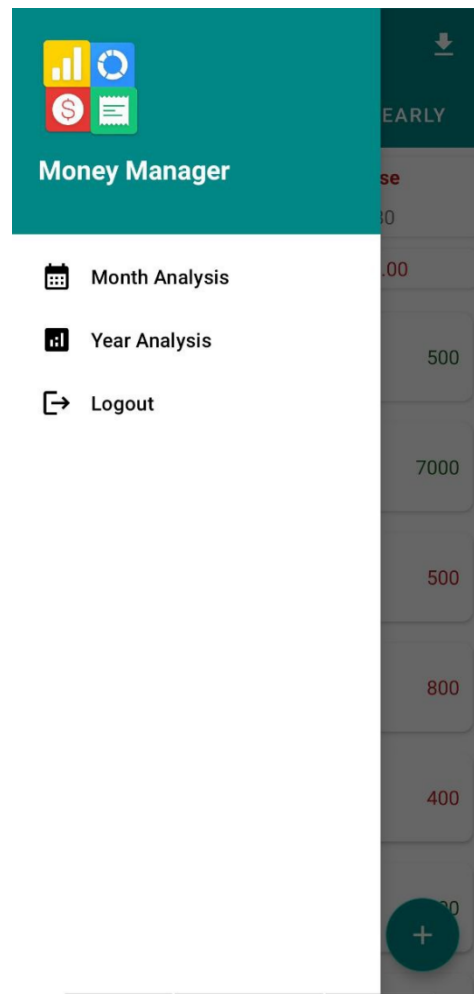 Money Manager
Month Analysis
Year Analysis
Logout
EARLY
se
30
.00
500
7000
500
800
400